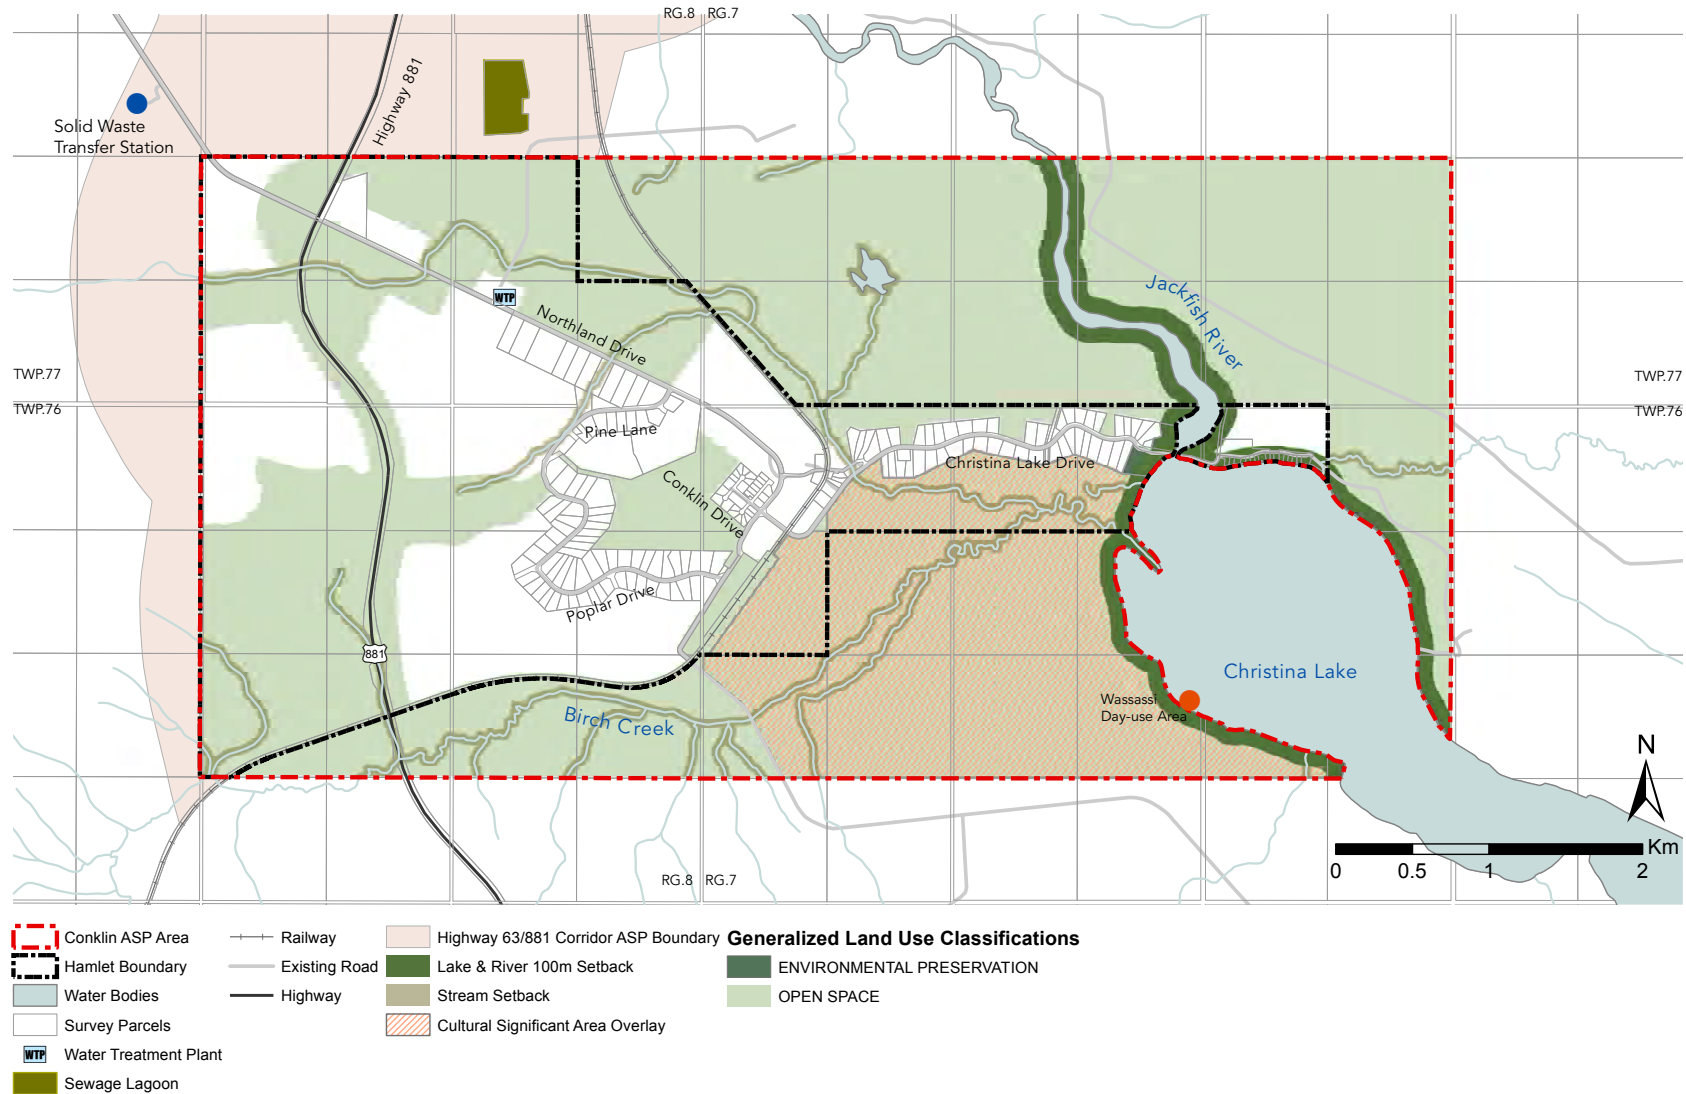 RG.8 RG.7
Highway 881
Solid Waste
Transfer Station
Jackfish River
WTP
Northland Drive
TWP.77
TWP.77
TWP.76
TWP.76
Pine Lane
Christina Lake Drive
Conklin Drive
Poplar Drive
881
Christina Lake
Wassassi
Day-use Area
Birch Creek
N
Km
0 0.5 1 2
RG.8 RG.7
Conklin ASP Area
Hamlet Boundary
Water Bodies
Survey Parcels
WTP Water Treatment Plant
Sewage Lagoon
Railway
Existing Road
Highway
Highway 63/881 Corridor ASP Boundary
Lake & River 100m Setback
Stream Setback
Cultural Significant Area Overlay
Generalized Land Use Classifications
ENVIRONMENTAL PRESERVATION
OPEN SPACE